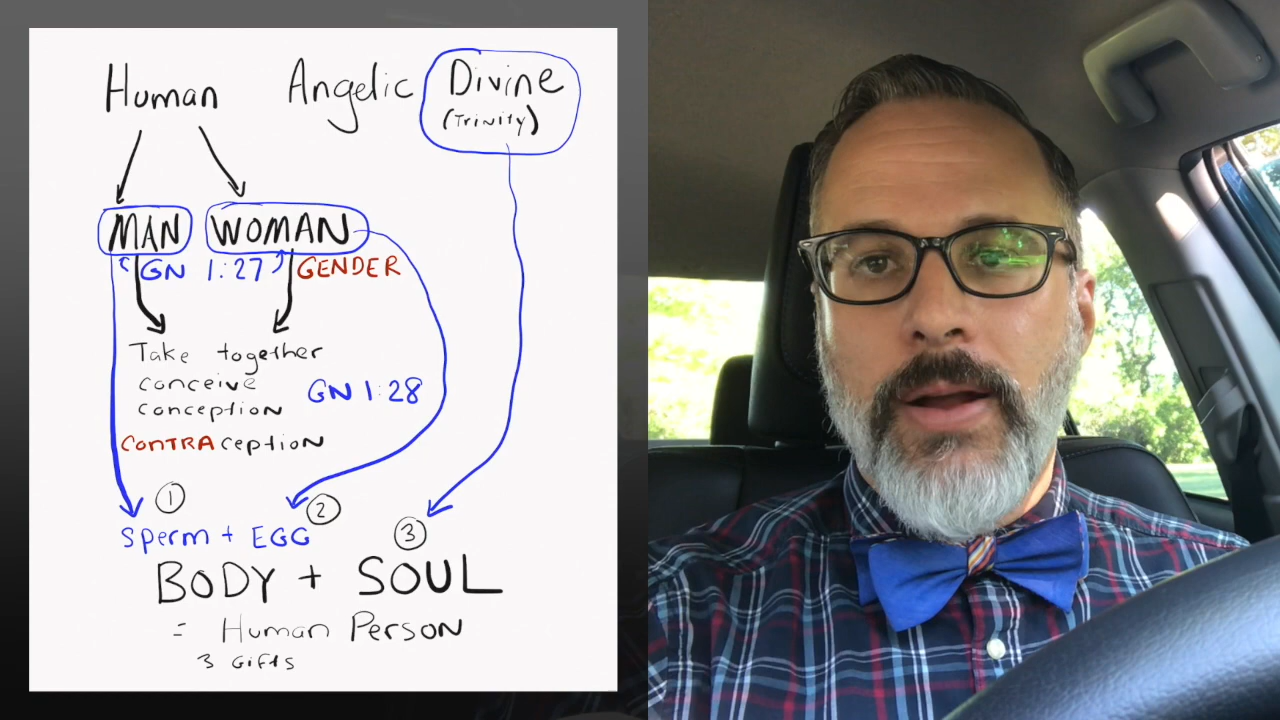 Human Angelic Divine
(Trinity)
MAN WOMAN
GN 1:27 GENDER
Take together
conceive
conception
GN 1:28
CONTRAception
1
2
Sperm + EGG
3
BODY + SOUL
= Human Person
3 Gifts